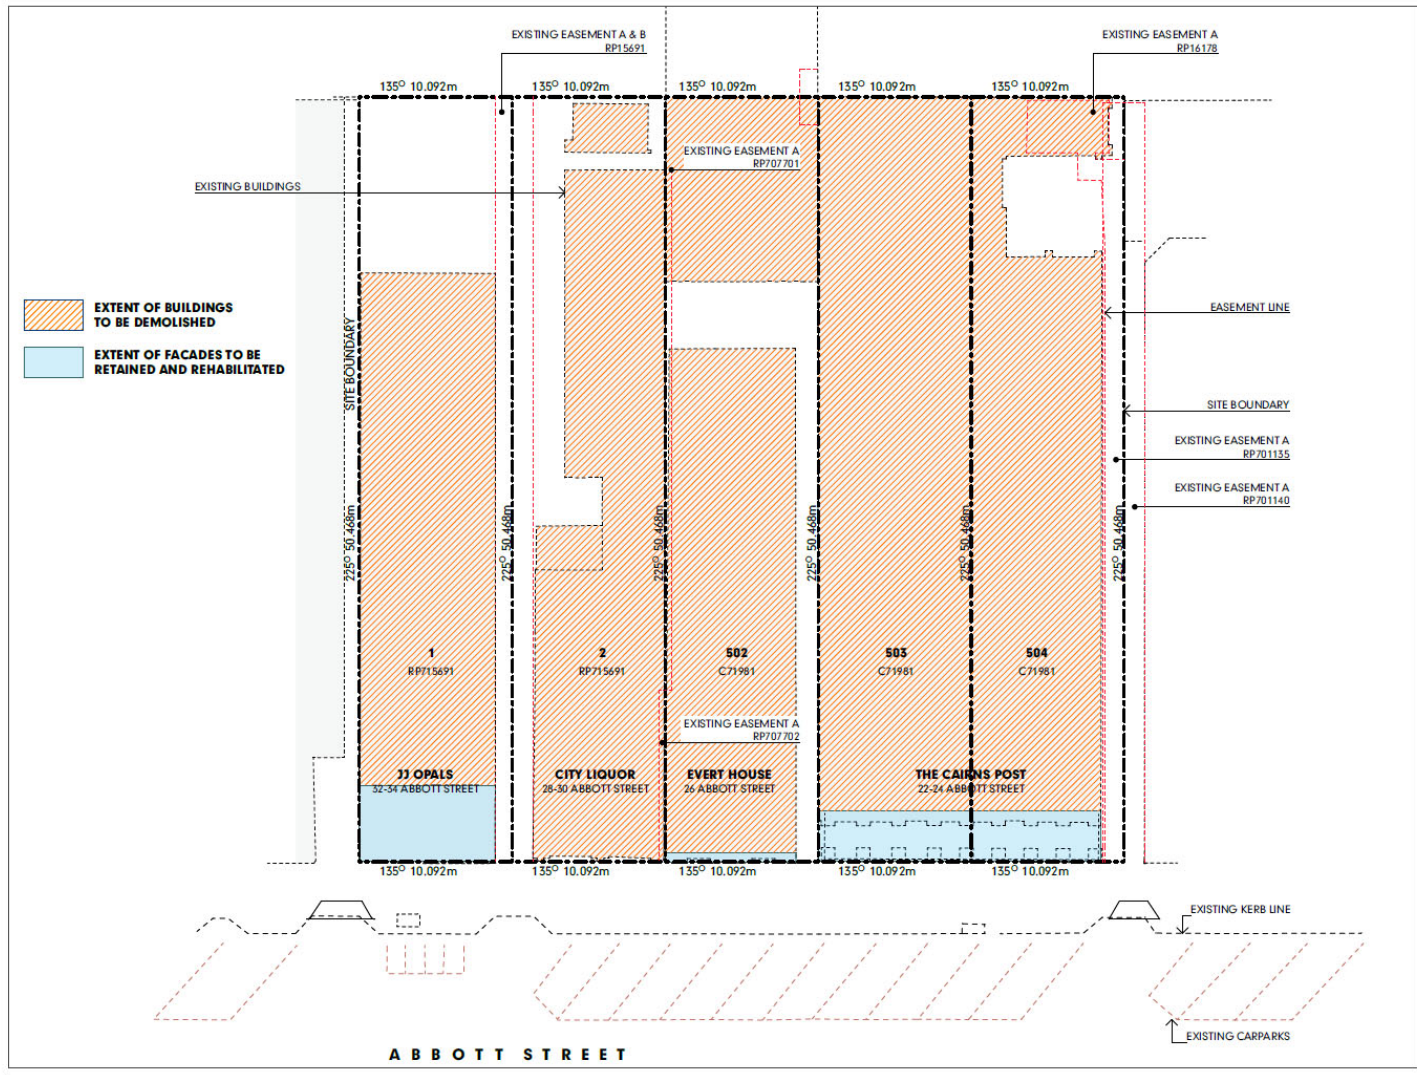 EXISTING EASEMENT A & B
RP15691
EXISTING EASEMENT A
RP16178
135° 10.092m
135° 10.092m
135° 10.092m
135° 10.092m
135° 10.092m
EXISTING EASEMENT A
RP707701
EXISTING BUILDINGS
EXTENT OF BUILDINGS
TO BE DEMOLISHED
EXTENT OF FACADES TO BE
RETAINED AND REHABILITATED
SITE BOUNDARY
EASEMENT LINE
SITE BOUNDARY
EXISTING EASEMENT A
RP701135
EXISTING EASEMENT A
RP701140
225° 50.468m
225° 50.468m
225° 50.468m
225° 50.468m
225° 50.468m
225° 50.468m
1
RP715691
2
RP715691
502
C71981
503
C71981
504
C71981
EXISTING EASEMENT A
RP707702
JJ OPALS
32-34 ABBOTT STREET
CITY LIQUOR
28-30 ABBOTT STREET
EVERT HOUSE
26 ABBOTT STREET
THE CAIRNS POST
22-24 ABBOTT STREET
135° 10.092m
135° 10.092m
135° 10.092m
135° 10.092m
135° 10.092m
EXISTING KERB LINE
EXISTING CARPARKS
ABBOTT STREET